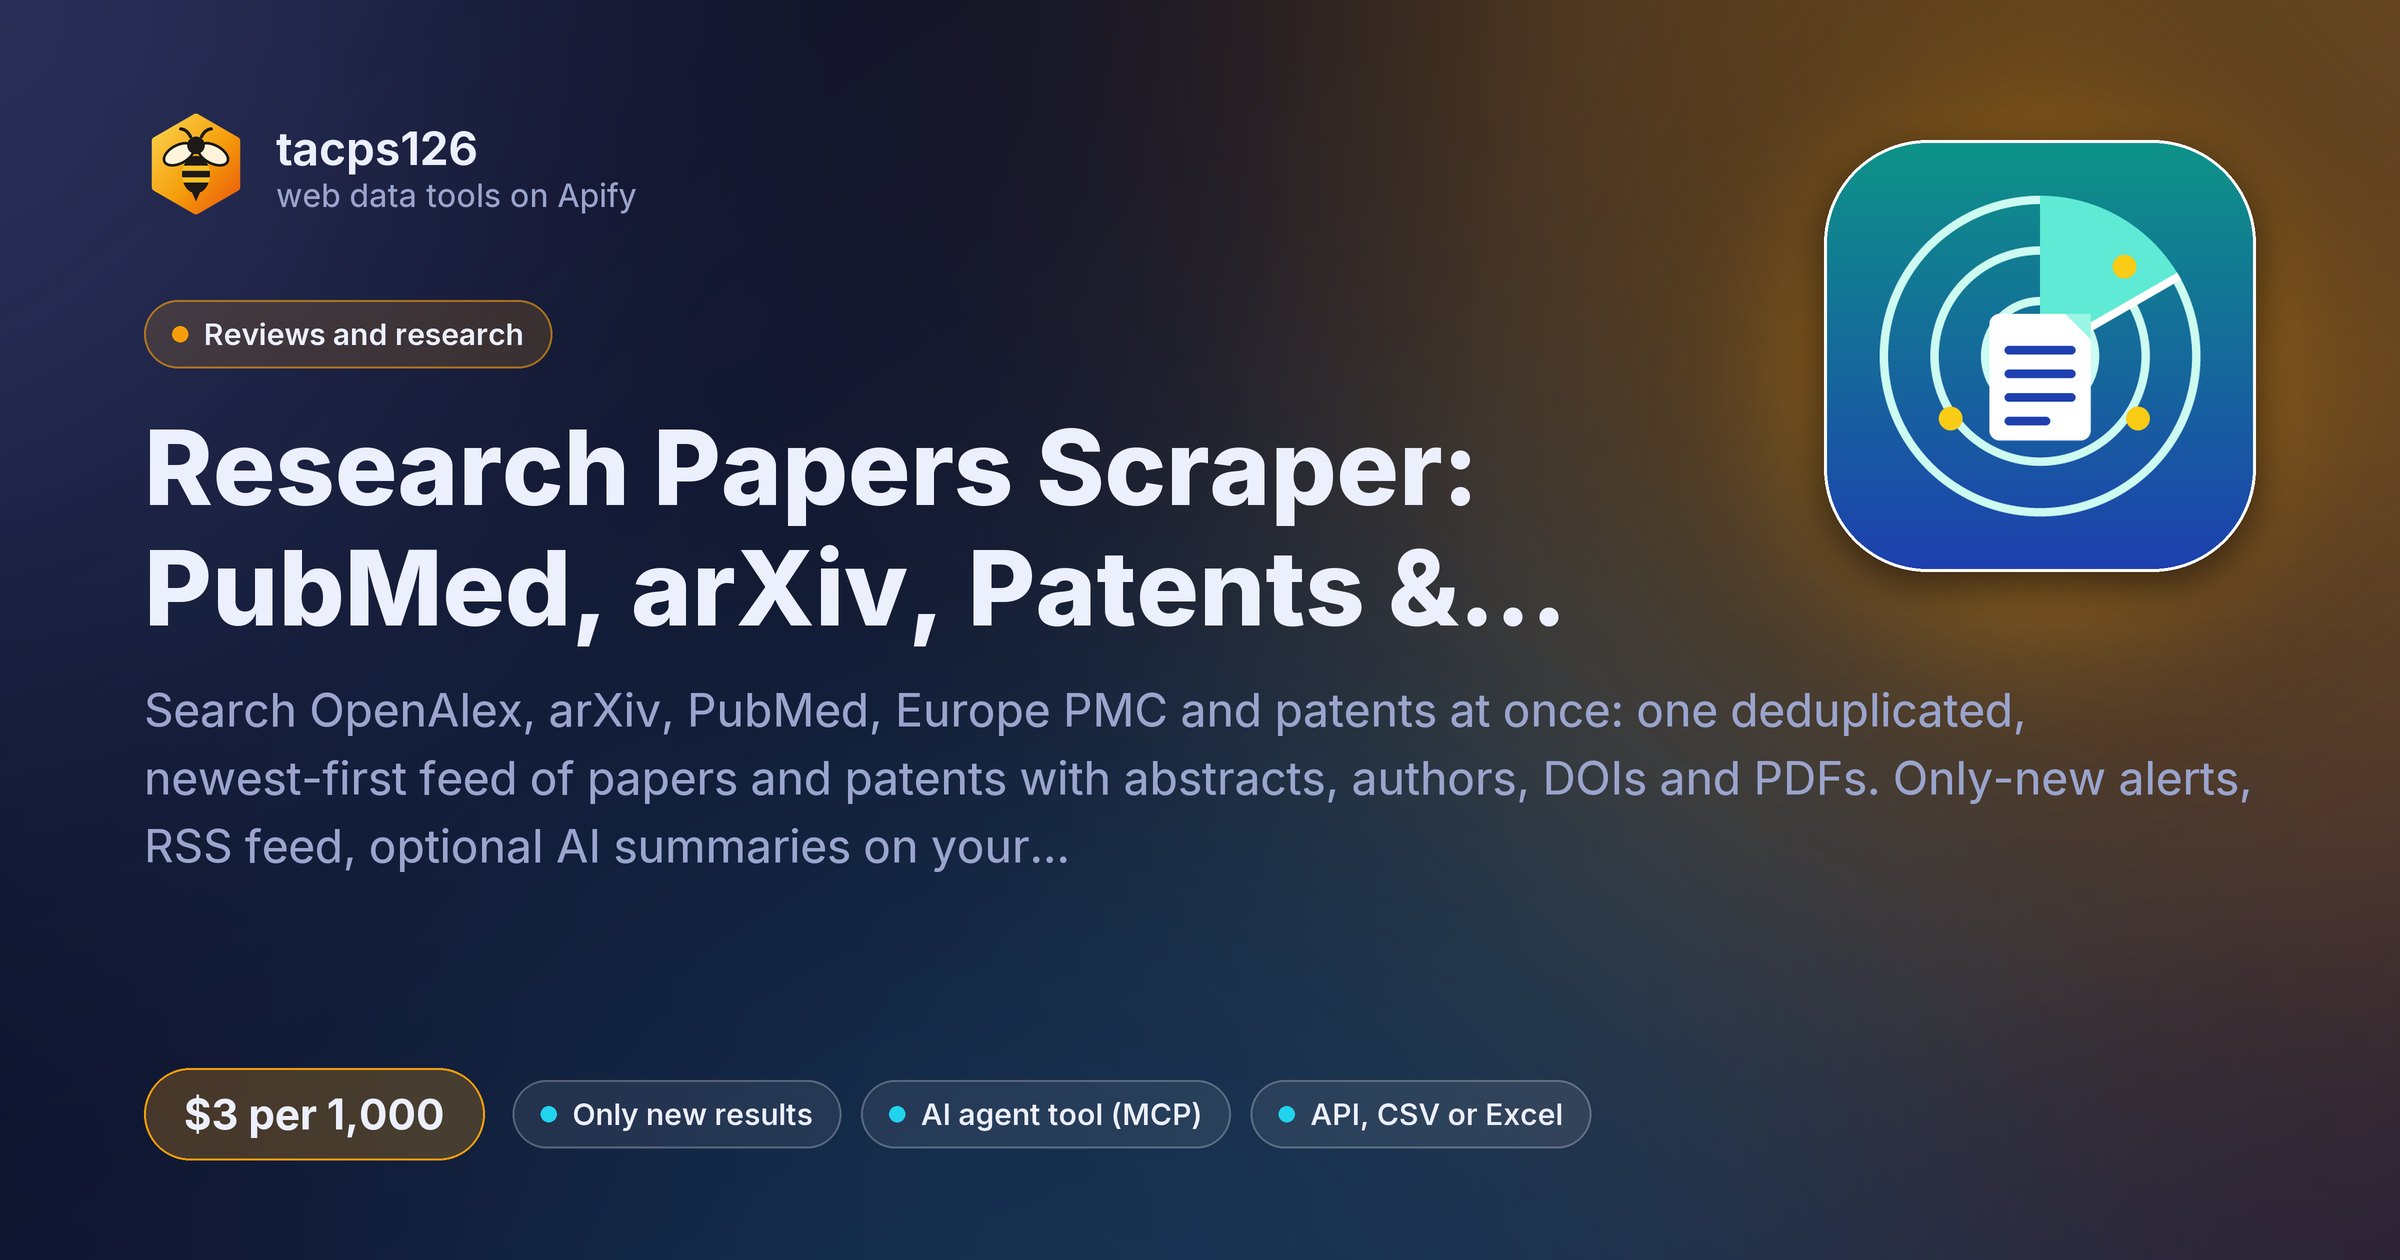 tacps126
web data tools on Apify
Reviews and research
Research Papers Scraper:
PubMed, arXiv, Patents &...
Search OpenAlex, arXiv, PubMed, Europe PMC and patents at once: one deduplicated,
newest-first feed of papers and patents with abstracts, authors, DOIs and PDFs. Only-new alerts,
RSS feed, optional AI summaries on your...
$3 per 1,000
Only new results
AI agent tool (MCP)
API, CSV or Excel